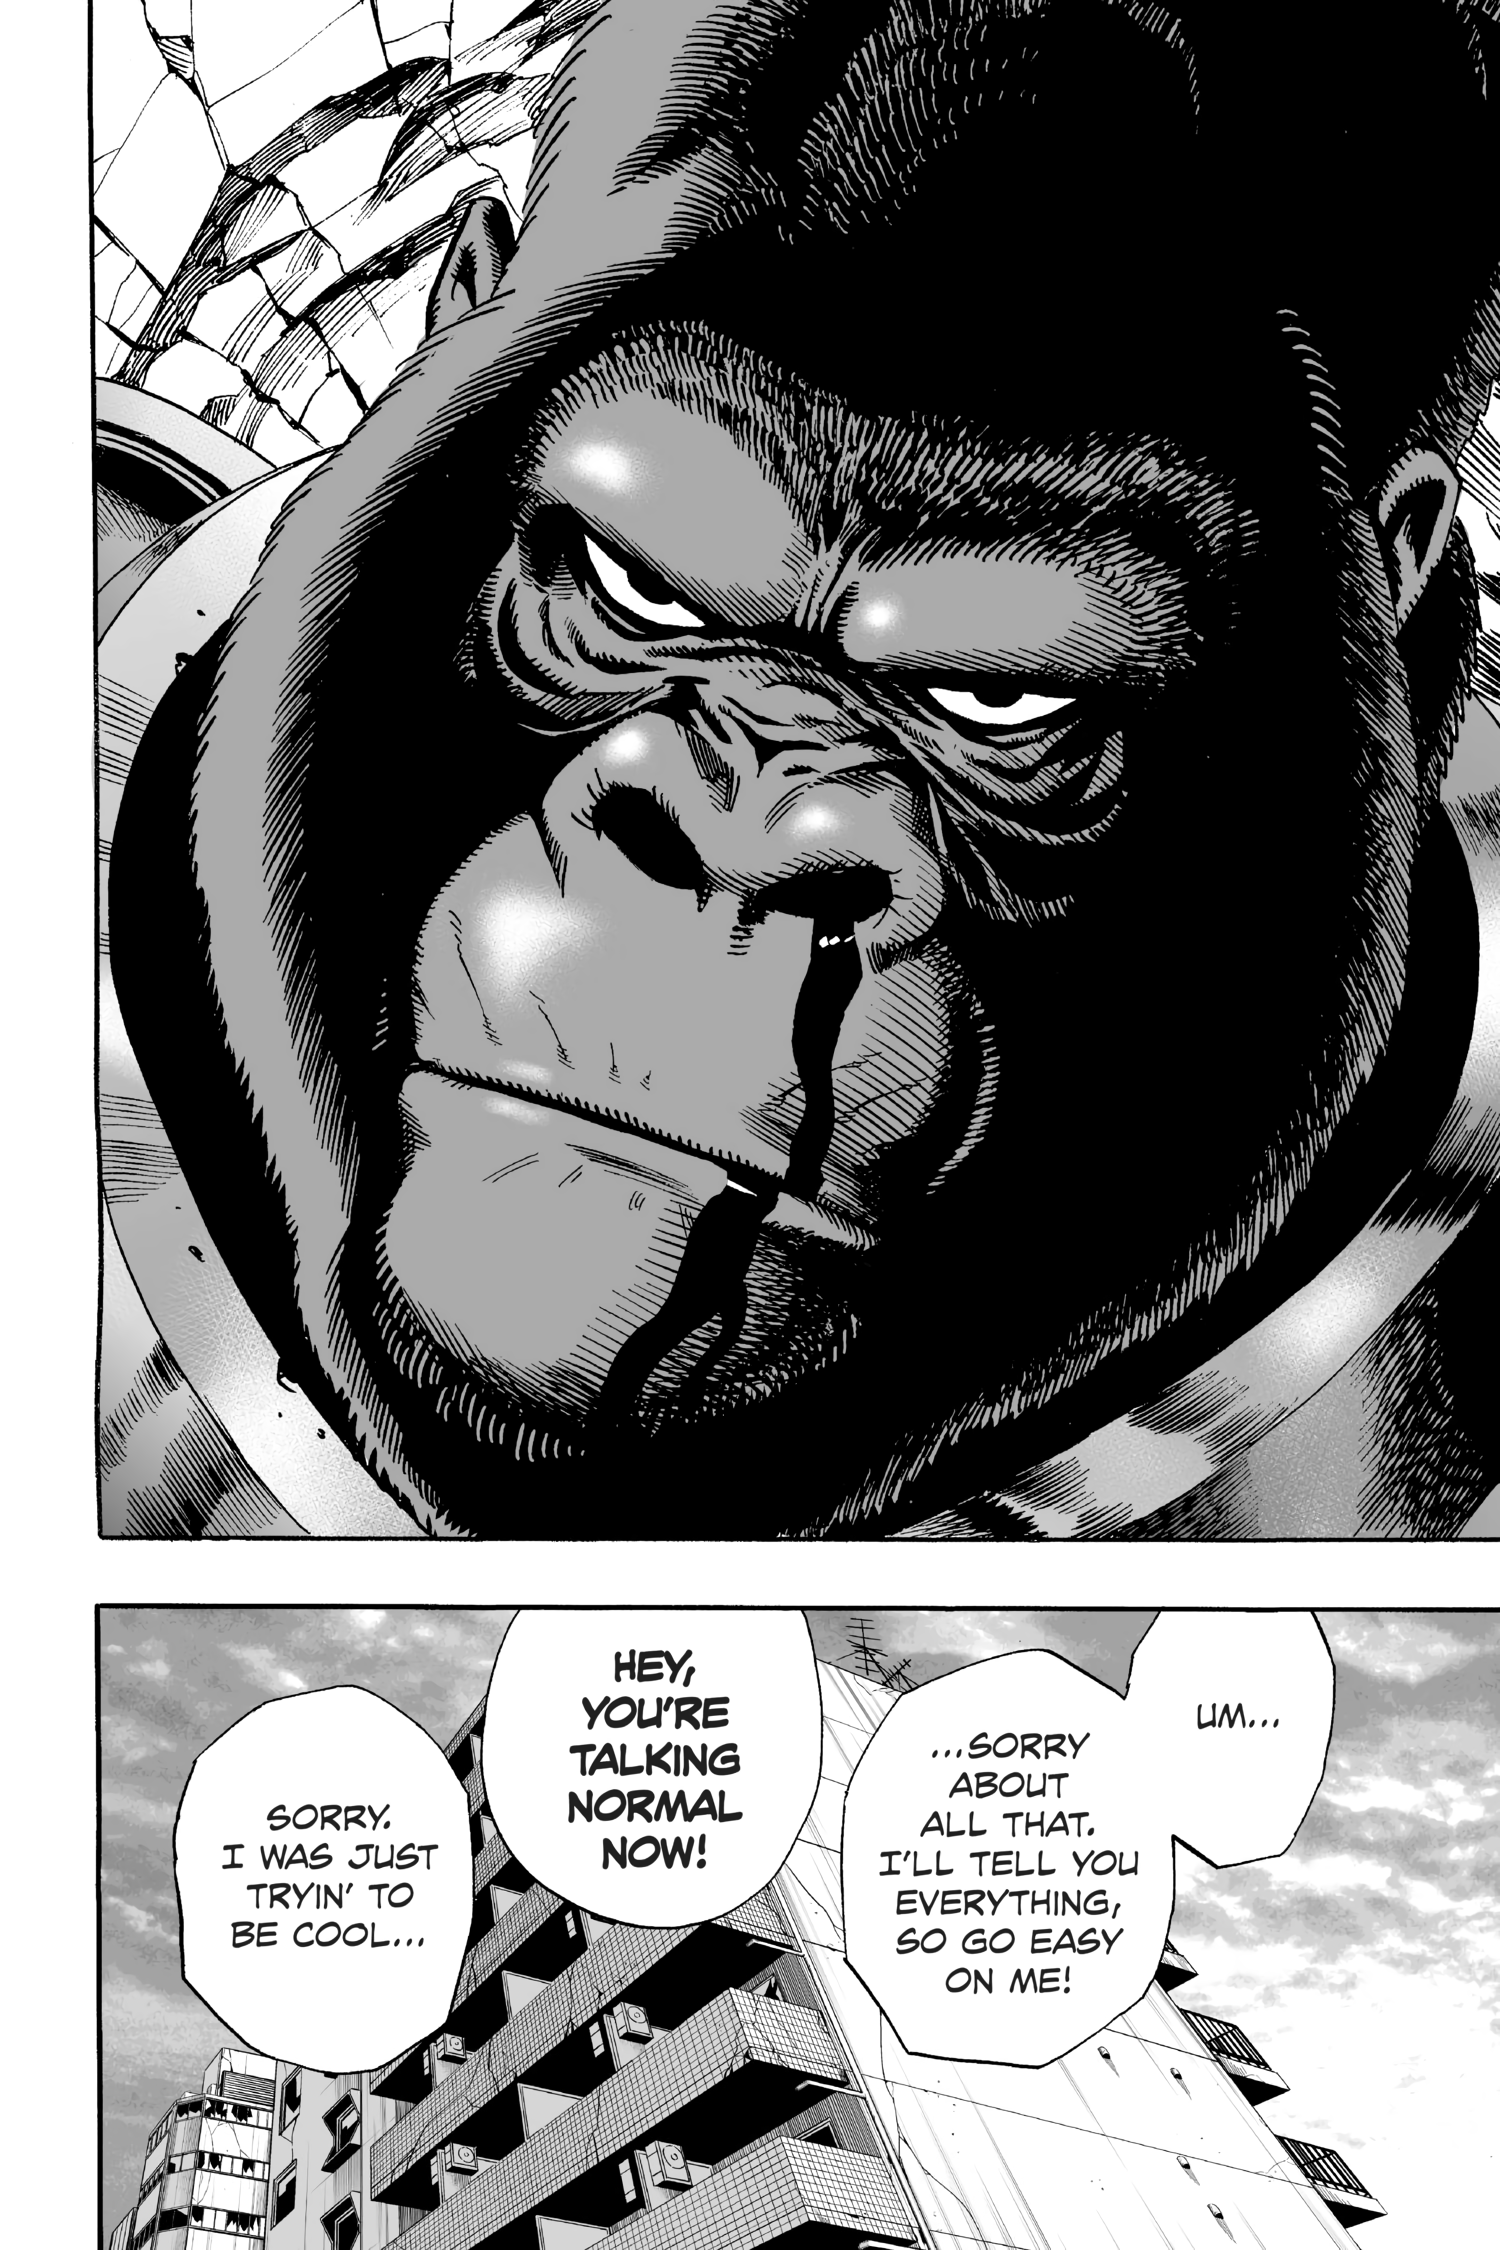 UM...
...SORRY
ABOUT
ALL THAT.
I'LL TELL YOU
EVERYTHING,
SO GO EASY
ON ME!
HEY,
YOU'RE
TALKING
NORMAL
NOW!
SORRY.
I WAS JUST
TRYIN' TO
BE COOL...